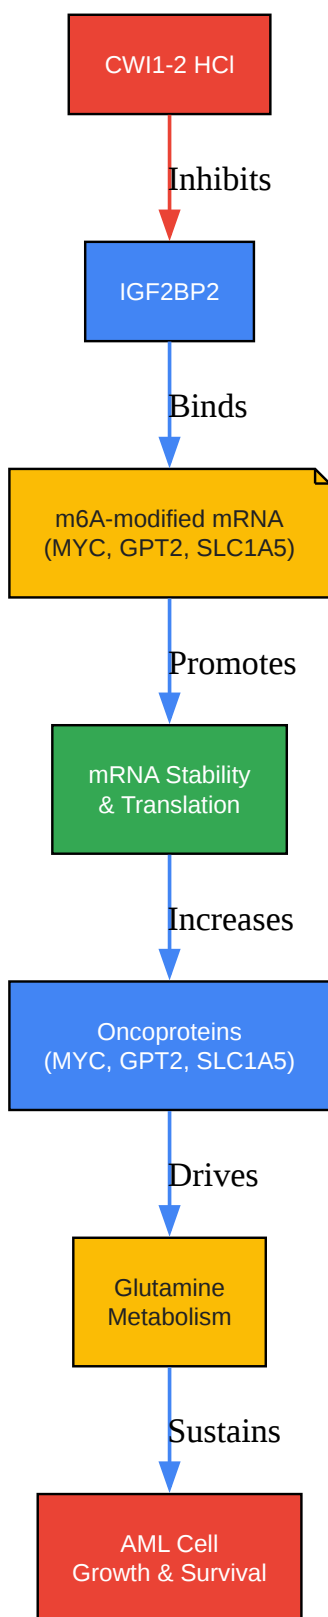 CWI1-2 HCl
Inhibits
IGF2BP2
Binds
m6A-modified mRNA
(MYC, GPT2, SLC1A5)
Promotes
mRNA Stability
& Translation
Increases
Oncoproteins
(MYC, GPT2, SLC1A5)
Drives
Glutamine
Metabolism
Sustains
AML Cell
Growth & Survival